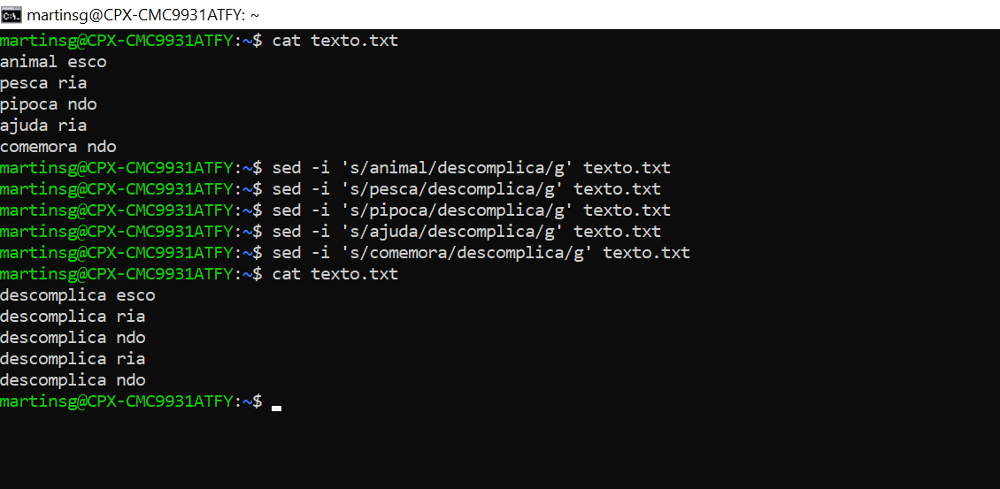 martinsg@CPX-CMC9931ATFY: ~
martinsg@CPX-CMC9931ATFY:~$ cat texto.txt
animal esco
pesca ria
pipoca ndo
ajuda ria
comemora ndo
martinsg@CPX-CMC9931ATFY:~$ sed -i 's/animal/descomplica/g' texto.txt
martinsg@CPX-CMC9931ATFY:~$ sed -i 's/pesca/descomplica/g' texto.txt
martinsg@CPX-CMC9931ATFY:~$ sed -i 's/pipoca/descomplica/g' texto.txt
martinsg@CPX-CMC9931ATFY:~$ sed -i 's/ajuda/descomplica/g' texto.txt
martinsg@CPX-CMC9931ATFY:~$ sed -i 's/comemora/descomplica/g' texto.txt
martinsg@CPX-CMC9931ATFY:~$ cat texto.txt
descomplica esco
descomplica ria
descomplica ndo
descomplica ria
descomplica ndo
martinsg@CPX-CMC9931ATFY:~$